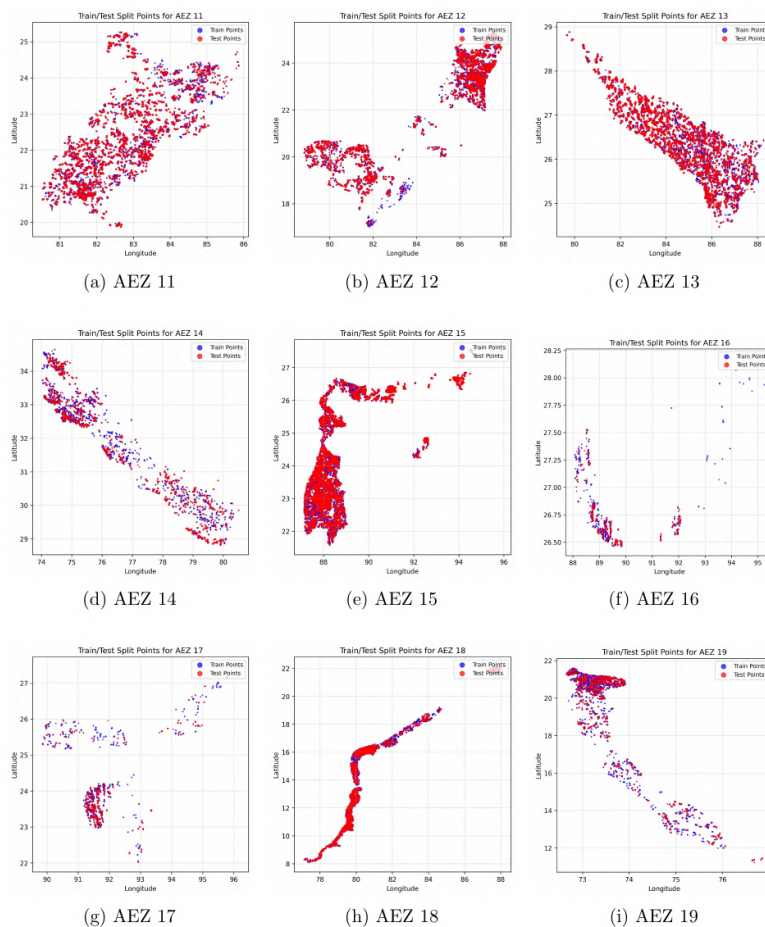 Train/Test Split Points for AEZ 11
Train Points
Test Points
25
24
23
22
21
20
Latitude
81 82 83 84 85 86
Longitude
(a) AEZ 11
Train/Test Split Points for AEZ 12
Train Points
Test Points
24
22
20
18
Latitude
80 82 84 86 88
Longitude
(b) AEZ 12
Train/Test Split Points for AEZ 13
Train Points
Test Points
29
28
27
26
25
Latitude
80 82 84 86 88
Longitude
(c) AEZ 13
Train/Test Split Points for AEZ 14
Train Points
Test Points
34
33
32
31
30
29
Latitude
74 75 76 77 78 79 80
Longitude
(d) AEZ 14
Train/Test Split Points for AEZ 15
Train Points
Test Points
27
26
25
24
23
22
Latitude
88 90 92 94 96
Longitude
(e) AEZ 15
Train/Test Split Points for AEZ 16
Train Points
Test Points
28.25
28.00
27.75
27.50
27.25
27.00
26.75
26.50
Latitude
88 89 90 91 92 93 94 95
Longitude
(f) AEZ 16
Train/Test Split Points for AEZ 17
Train Points
Test Points
27
26
25
24
23
22
Latitude
90 91 92 93 94 95 96
Longitude
(g) AEZ 17
Train/Test Split Points for AEZ 18
Train Points
Test Points
22
20
18
16
14
12
10
8
Latitude
78 80 82 84 86 88
Longitude
(h) AEZ 18
Train/Test Split Points for AEZ 19
Train Points
Test Points
22
20
18
16
14
12
Latitude
73 74 75 76
Longitude
(i) AEZ 19